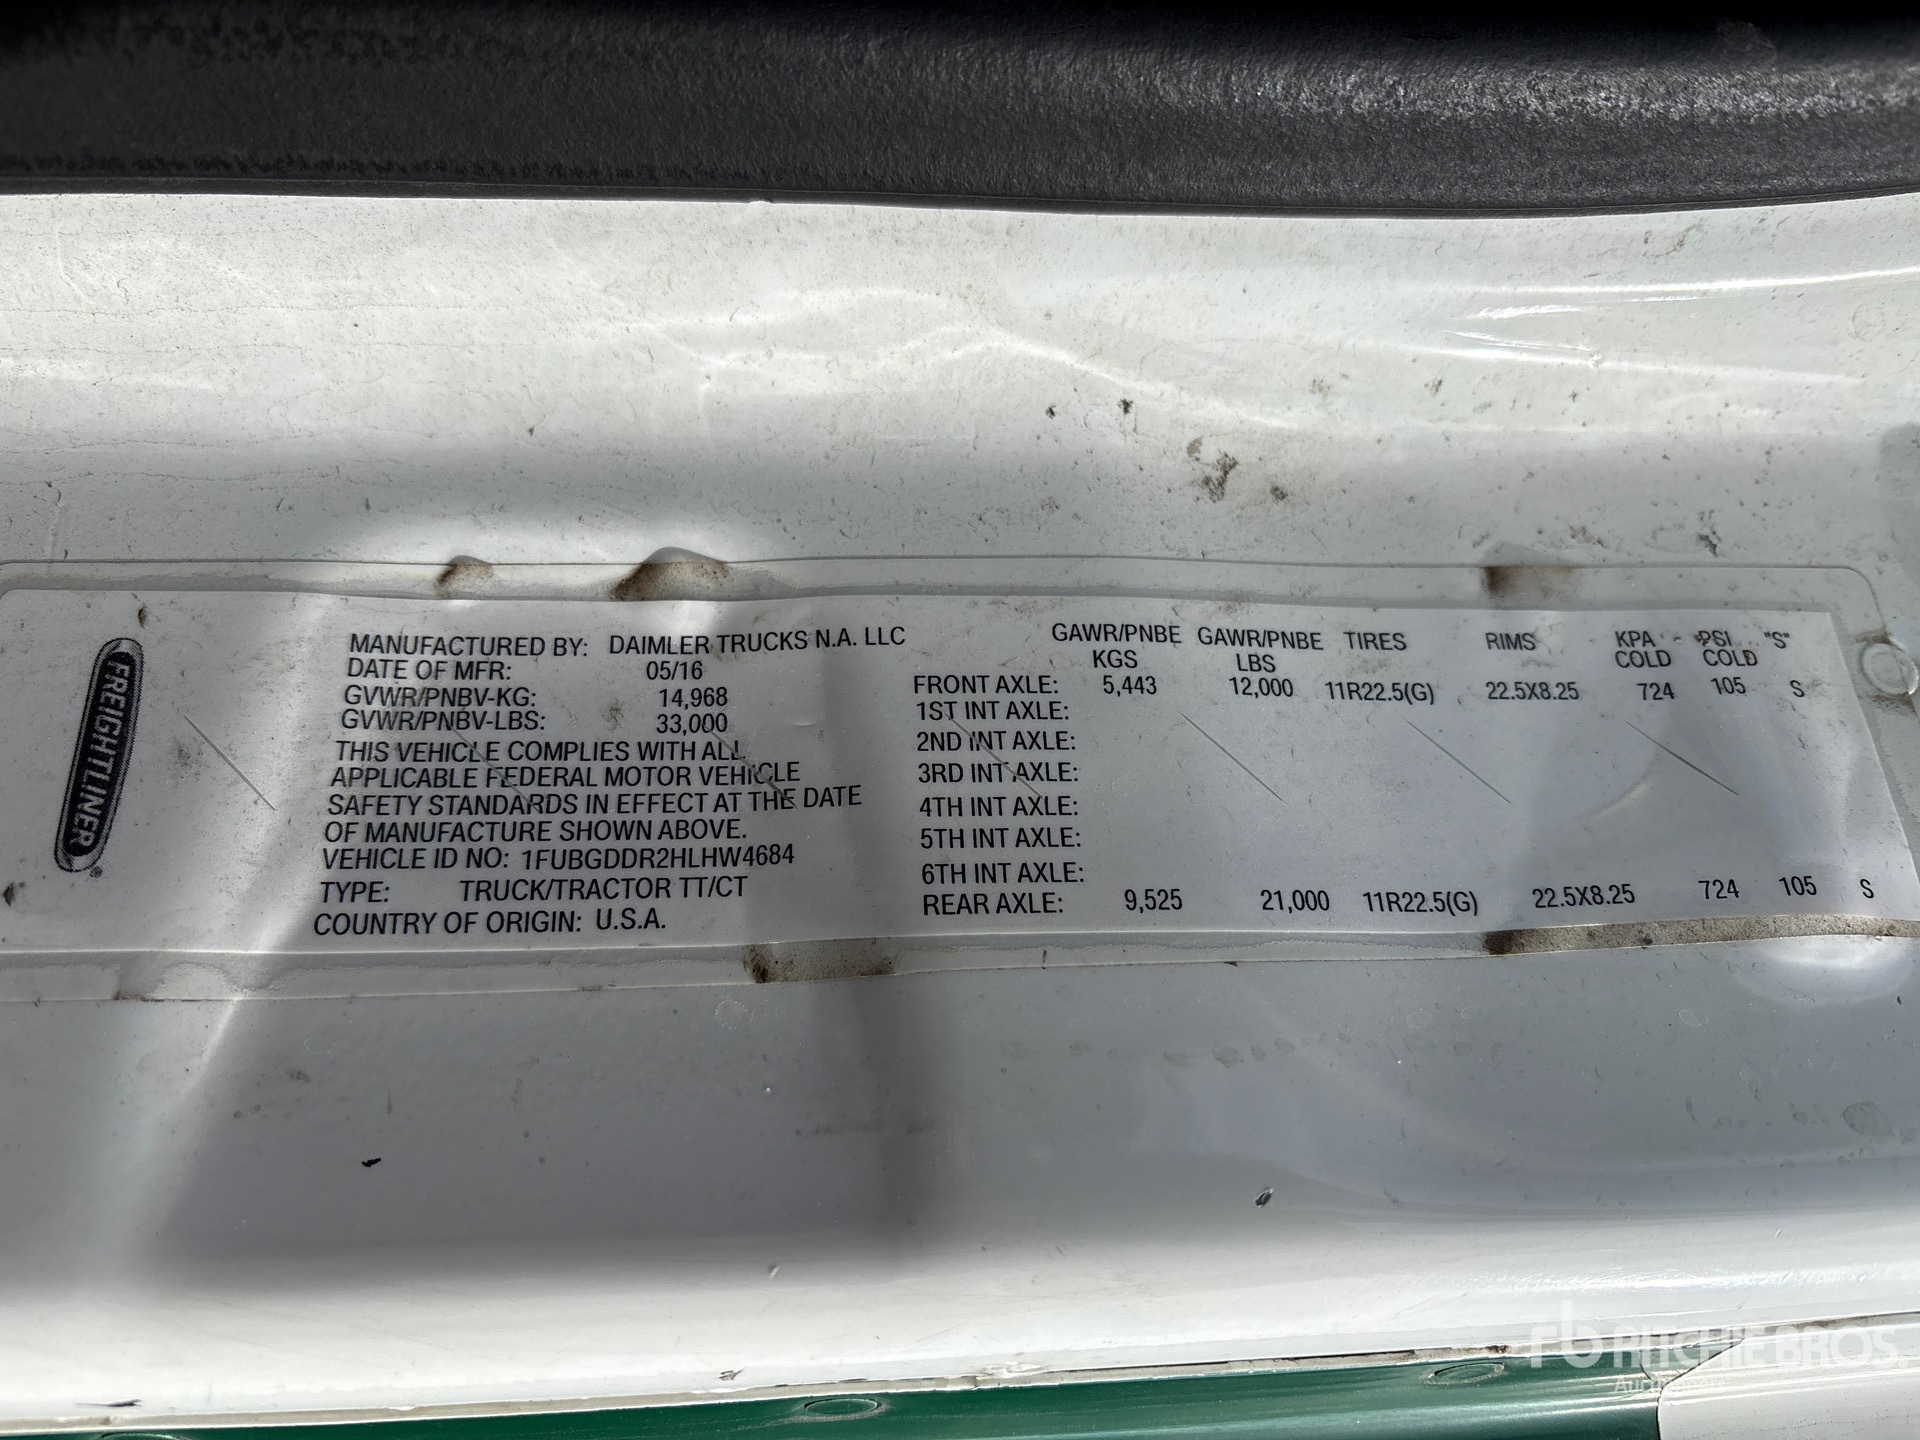 FREIGHTLINER
MANUFACTURED BY: DAIMLER TRUCKS N.A. LLC
DATE OF MFR: 05/16
GVWR/PNBV-KG: 14,968
GVWR/PNBV-LBS: 33,000
THIS VEHICLE COMPLIES WITH ALL
APPLICABLE FEDERAL MOTOR VEHICLE
SAFETY STANDARDS IN EFFECT AT THE DATE
OF MANUFACTURE SHOWN ABOVE.
VEHICLE ID NO: 1FUBGDDR2HLHW4684
TYPE: TRUCK/TRACTOR TT/CT
COUNTRY OF ORIGIN: U.S.A.
GAWR/PNBE GAWR/PNBE TIRES RIMS KPA - PSI "S"
KGS LBS COLD COLD
FRONT AXLE: 5,443 12,000 11R22.5(G) 22.5X8.25 724 105 S
1ST INT AXLE:
2ND INT AXLE:
3RD INT AXLE:
4TH INT AXLE:
5TH INT AXLE:
6TH INT AXLE:
REAR AXLE: 9,525 21,000 11R22.5(G) 22.5X8.25 724 105 S
rb RITCHIE BROS.